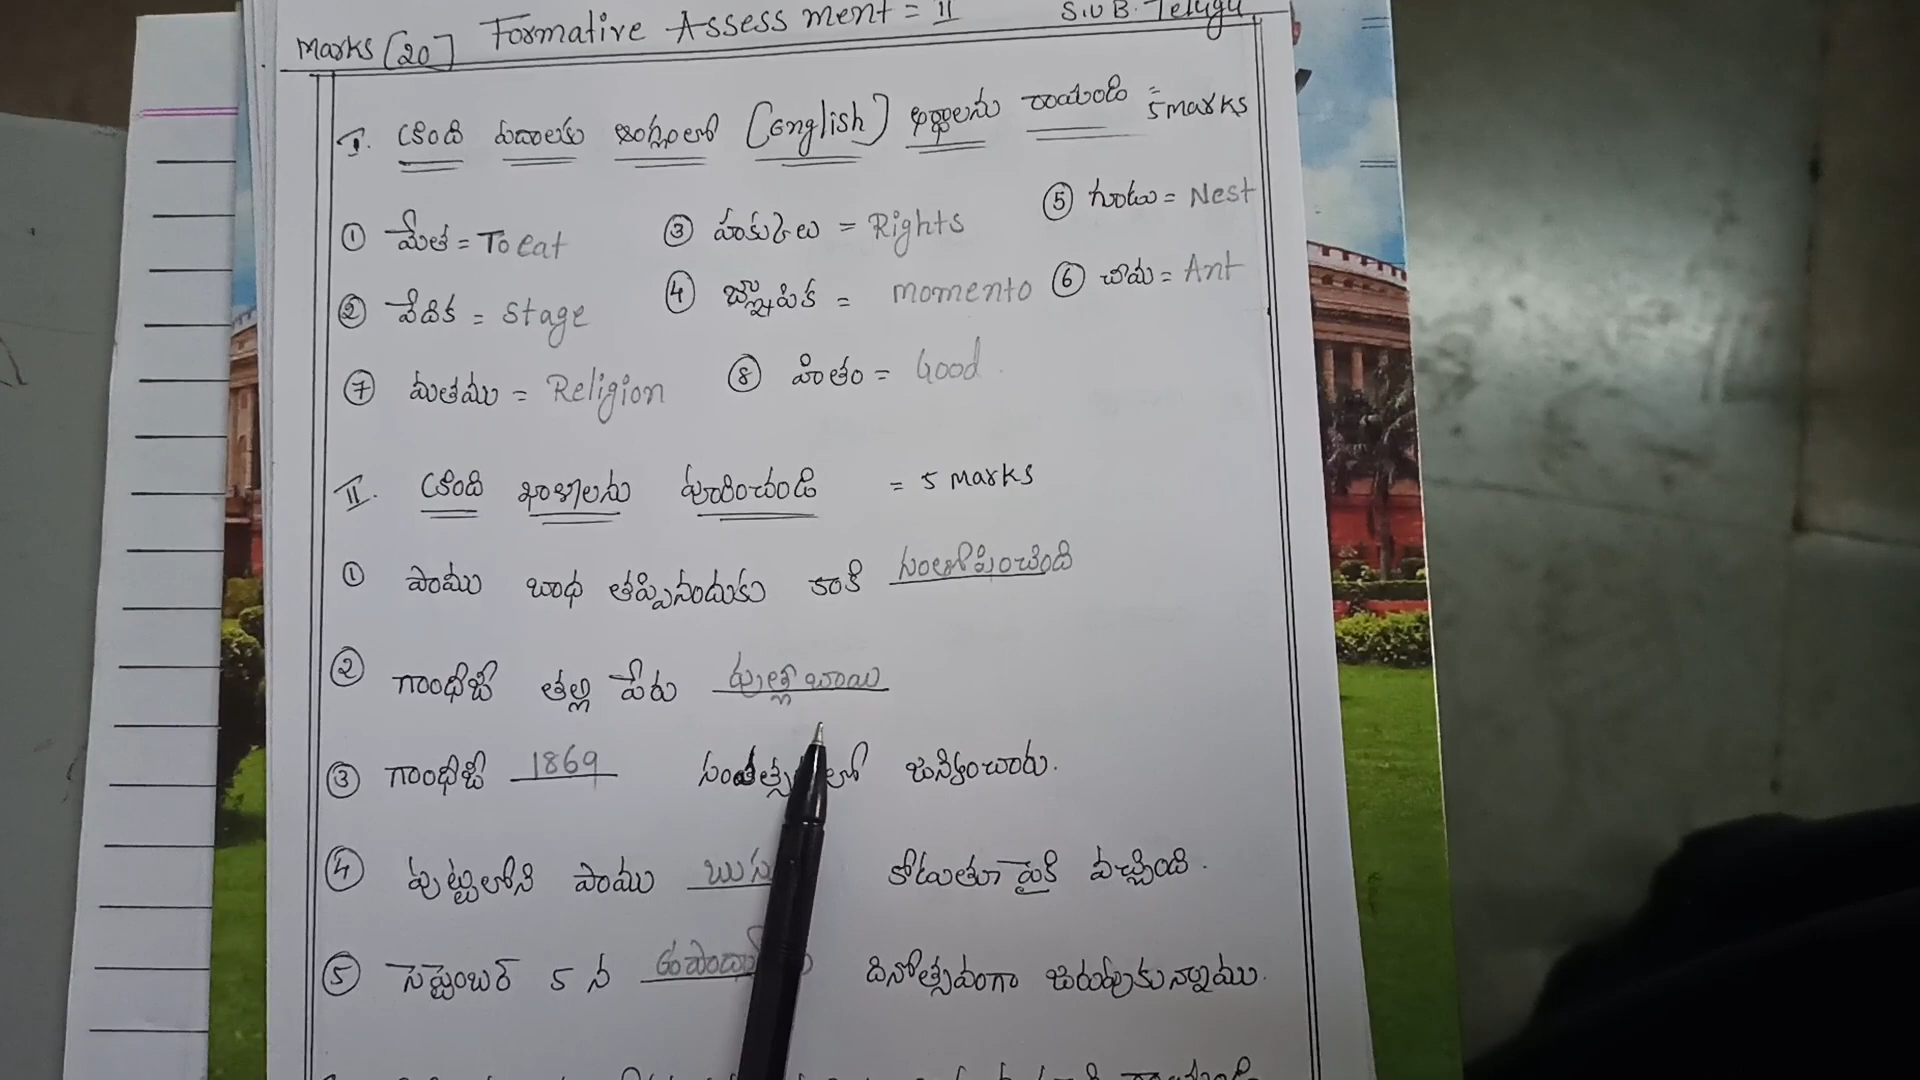 Marks [20] Formative Assessment = II SUB. Telugu
I. క్రింది పదాలకు ఆంగ్లంలో [English] అర్థాలను రాయండి = 5 marks
① మేత = To eat ③ హక్కులు = Rights ⑤ గూటు = Nest
② వేదిక = Stage ④ జ్ఞాపిక = momento ⑥ చీమ = Ant
⑦ మతము = Religion ⑧ హితం = Good
II. క్రింది ఖాళీలను పూరించండి = 5 marks
① పాము బాధ తప్పినందుకు కాకి సంతోషించింది
② గాంధీజీ తల్లి పేరు పుత్లీబాయి
③ గాంధీజీ 1869 జన్మించారు.
④ పుట్టలోని పాము బుస కొడుతూ పైకి వచ్చింది.
⑤ సెప్టెంబర్ 5 న దినోత్సవంగా జరుపుకున్నాము.